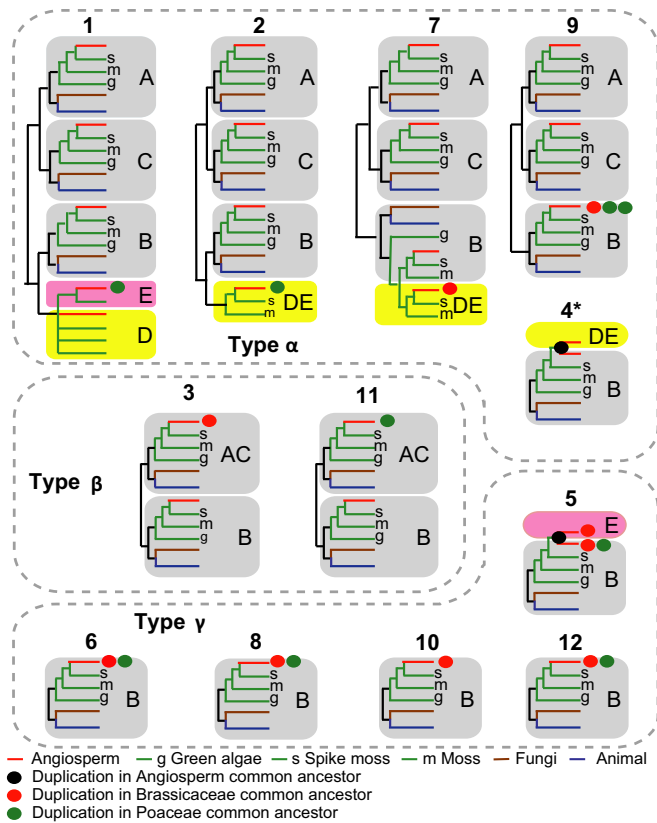 1 2 7 9
s
m
g
A
s
m
g
C
s
m
g
B
E
D
s
m
g
A
s
m
g
C
s
m
g
B
s
m
DE
s
m
g
A
s
m
g
C
g
B
s
m
s
m
DE
s
m
g
A
s
m
g
C
s
m
g
B
4*
DE
s
m
g
B
Type α
3 11
s
m
g
AC
s
m
g
B
s
m
g
AC
s
m
g
B
Type β
5
E
s
m
g
B
Type γ
6 8 10 12
s
m
g
B
s
m
g
B
s
m
g
B
s
m
g
B
Angiosperm g Green algae s Spike moss m Moss Fungi Animal
Duplication in Angiosperm common ancestor
Duplication in Brassicaceae common ancestor
Duplication in Poaceae common ancestor